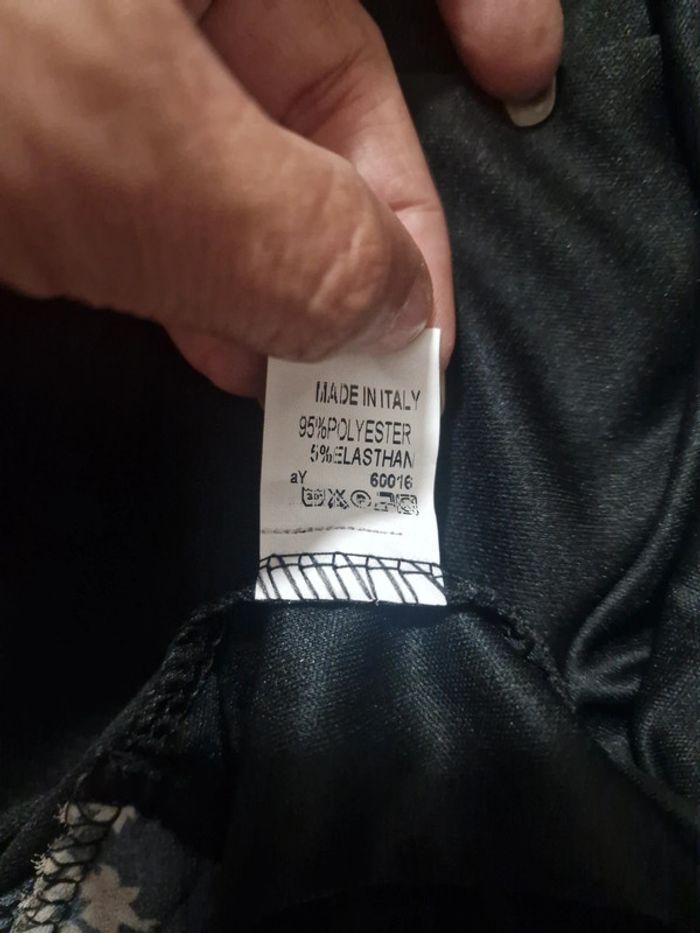 MADE IN ITALY
95%POLYESTER
5%ELASTHAN
aY 60016